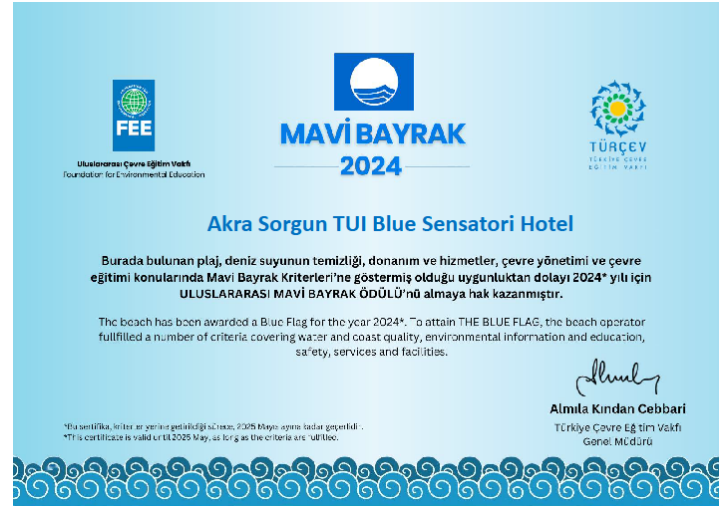 FEE
Uluslararası Çevre Eğitim Vakfı
Foundation for Environmental Education
MAVİ BAYRAK
2024
TÜRÇEV
TÜRKİYE ÇEVRE
EĞİTİM VAKFI
Akra Sorgun TUI Blue Sensatori Hotel
Burada bulunan plaj, deniz suyunun temizliği, donanım ve hizmetler, çevre yönetimi ve çevre
eğitimi konularında Mavi Bayrak Kriterleri’ne göstermiş olduğu uygunluktan dolayı 2024* yılı için
ULUSLARARASI MAVİ BAYRAK ÖDÜLÜ’nü almaya hak kazanmıştır.
The beach has been awarded a Blue Flag for the year 2024*. To attain THE BLUE FLAG, the beach operator
fullfilled a number of criteria covering water and coast quality, environmental information and education,
safety, services and facilities.
Almıla Kından Cebbari
Türkiye Çevre Eğitim Vakfı
Genel Müdürü
*Bu sertifika, kriterler yerine getirildiği sürece, 2025 Mayıs ayına kadar geçerlidir.
*This certificate is valid until 2025 May, as long as the criteria are fulfilled.